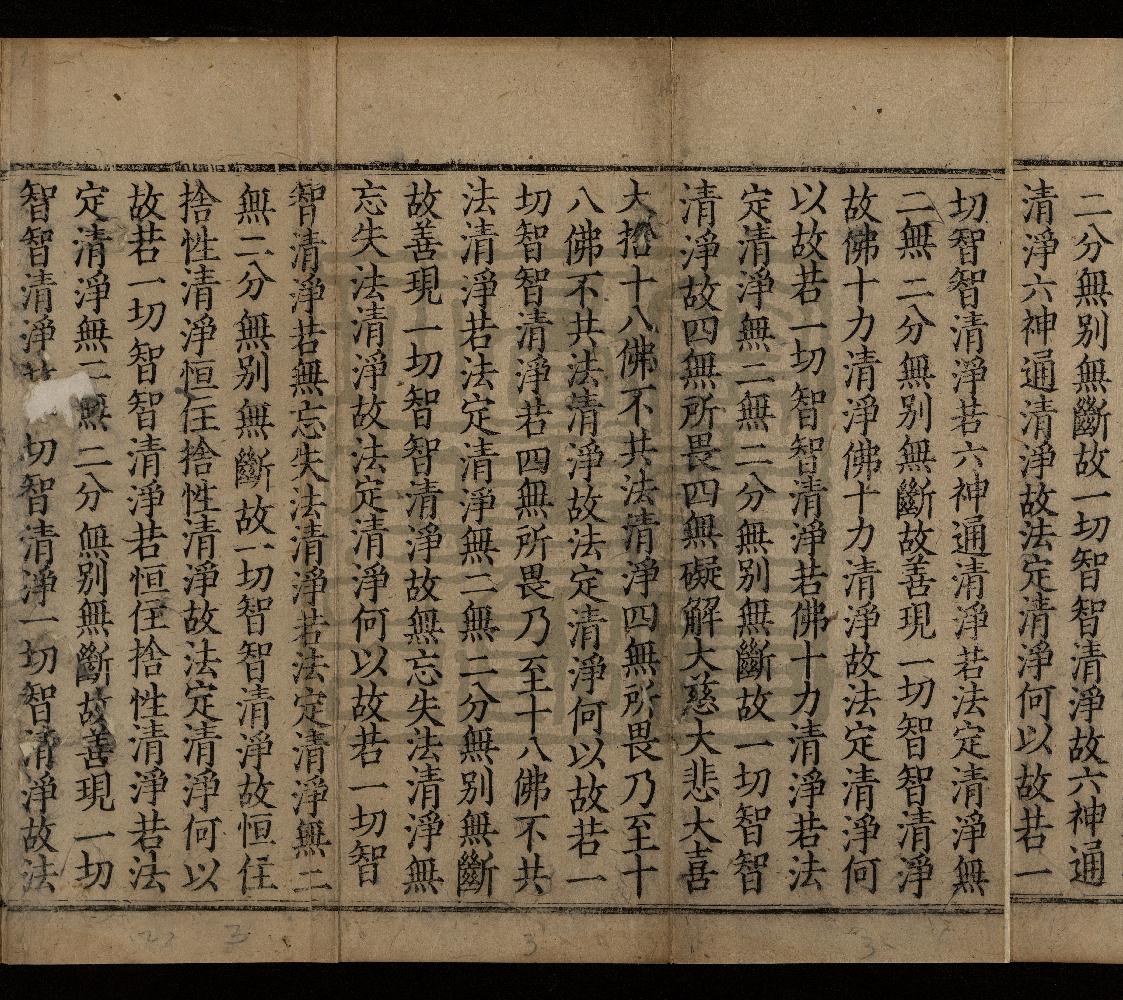 二分無別無斷故一切智智清淨故六神通
清淨六神通清淨故法定清淨何以故若一
切智智清淨若六神通清淨若法定清淨無
二無二分無別無斷故善現一切智智清淨
故佛十力清淨佛十力清淨故法定清淨何
以故若一切智智清淨若佛十力清淨若法
定清淨無二無二分無別無斷故一切智智
清淨故四無所畏四無礙解大慈大悲大喜
大捨十八佛不共法清淨四無所畏乃至十
八佛不共法清淨故法定清淨何以故若一
切智智清淨若四無所畏乃至十八佛不共
法清淨若法定清淨無二無二分無別無斷
故善現一切智智清淨故無忘失法清淨無
忘失法清淨故法定清淨何以故若一切智
智清淨若無忘失法清淨若法定清淨無二
無二分無別無斷故一切智智清淨故恒住
捨性清淨恒住捨性清淨故法定清淨何以
故若一切智智清淨若恒住捨性清淨若法
定清淨無二無二分無別無斷故善現一切
智智清淨切智清淨一切智清淨故法